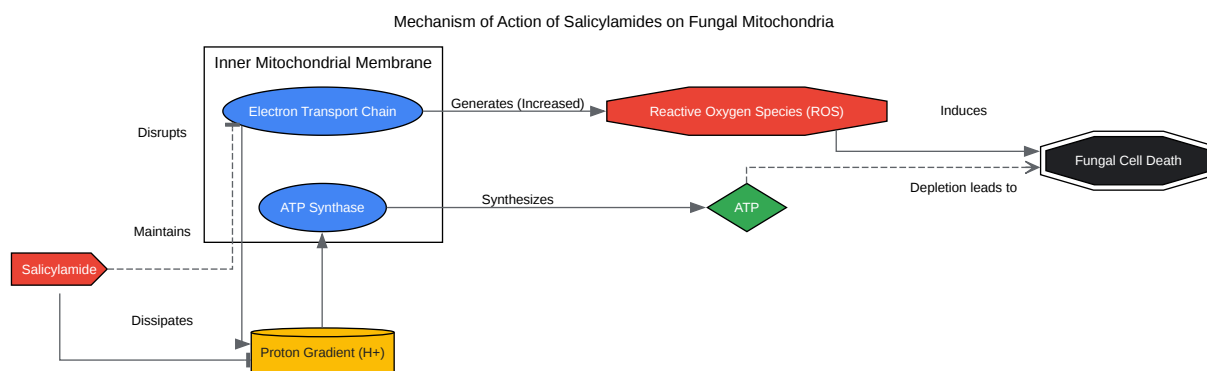 Mechanism of Action of Salicylamides on Fungal Mitochondria
Inner Mitochondrial Membrane
Electron Transport Chain
Generates (Increased)
Reactive Oxygen Species (ROS)
Induces
Disrupts
Fungal Cell Death
ATP Synthase
Synthesizes
ATP
Depletion leads to
Maintains
Salicylamide
Dissipates
Proton Gradient (H+)